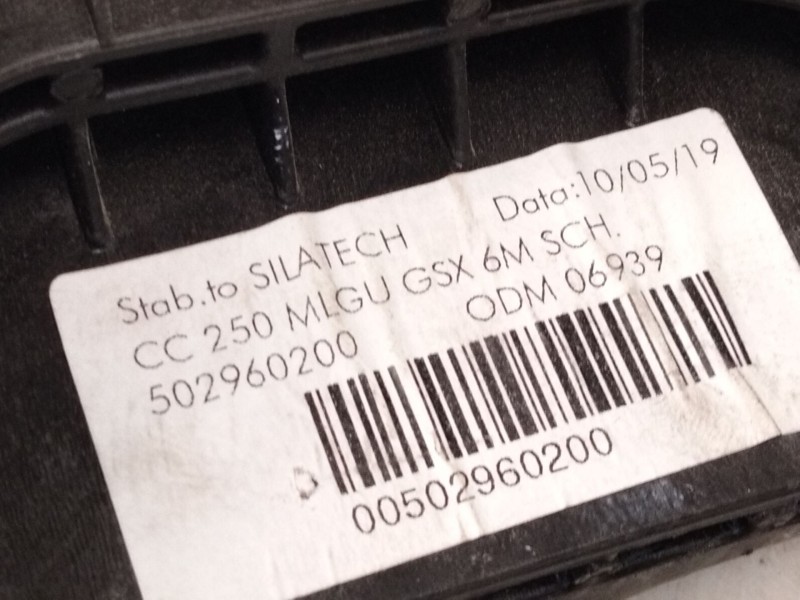 Stab.to SILATECH Data:10/05/19
CC 250 MLGU GSX 6M SCH.
502960200 ODM 06939
00502960200